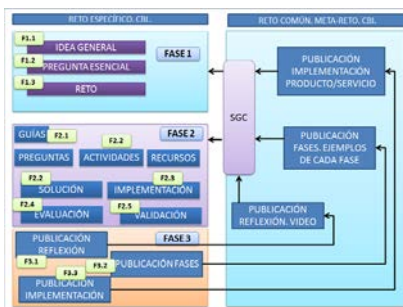 RETO ESPECÍFICO. CBL.
F1.1
IDEA GENERAL
FASE 1
F1.2
PREGUNTA ESENCIAL
F1.3
RETO
GUÍAS
F2.1
F2.2
FASE 2
PREGUNTAS
ACTIVIDADES
RECURSOS
F2.2
F2.3
SOLUCIÓN
IMPLEMENTACIÓN
F2.4
F2.5
EVALUACIÓN
VALIDACIÓN
PUBLICACIÓN
REFLEXIÓN
FASE 3
F3.1
F3.2
PUBLICACIÓN FASES
F3.3
PUBLICACIÓN
IMPLEMENTACIÓN
RETO COMÚN. META-RETO. CBL
SGC
PUBLICACIÓN
IMPLEMENTACIÓN
PRODUCTO/SERVICIO
PUBLICACIÓN
FASES. EJEMPLOS
DE CADA FASE
PUBLICACIÓN
REFLEXIÓN. VIDEO